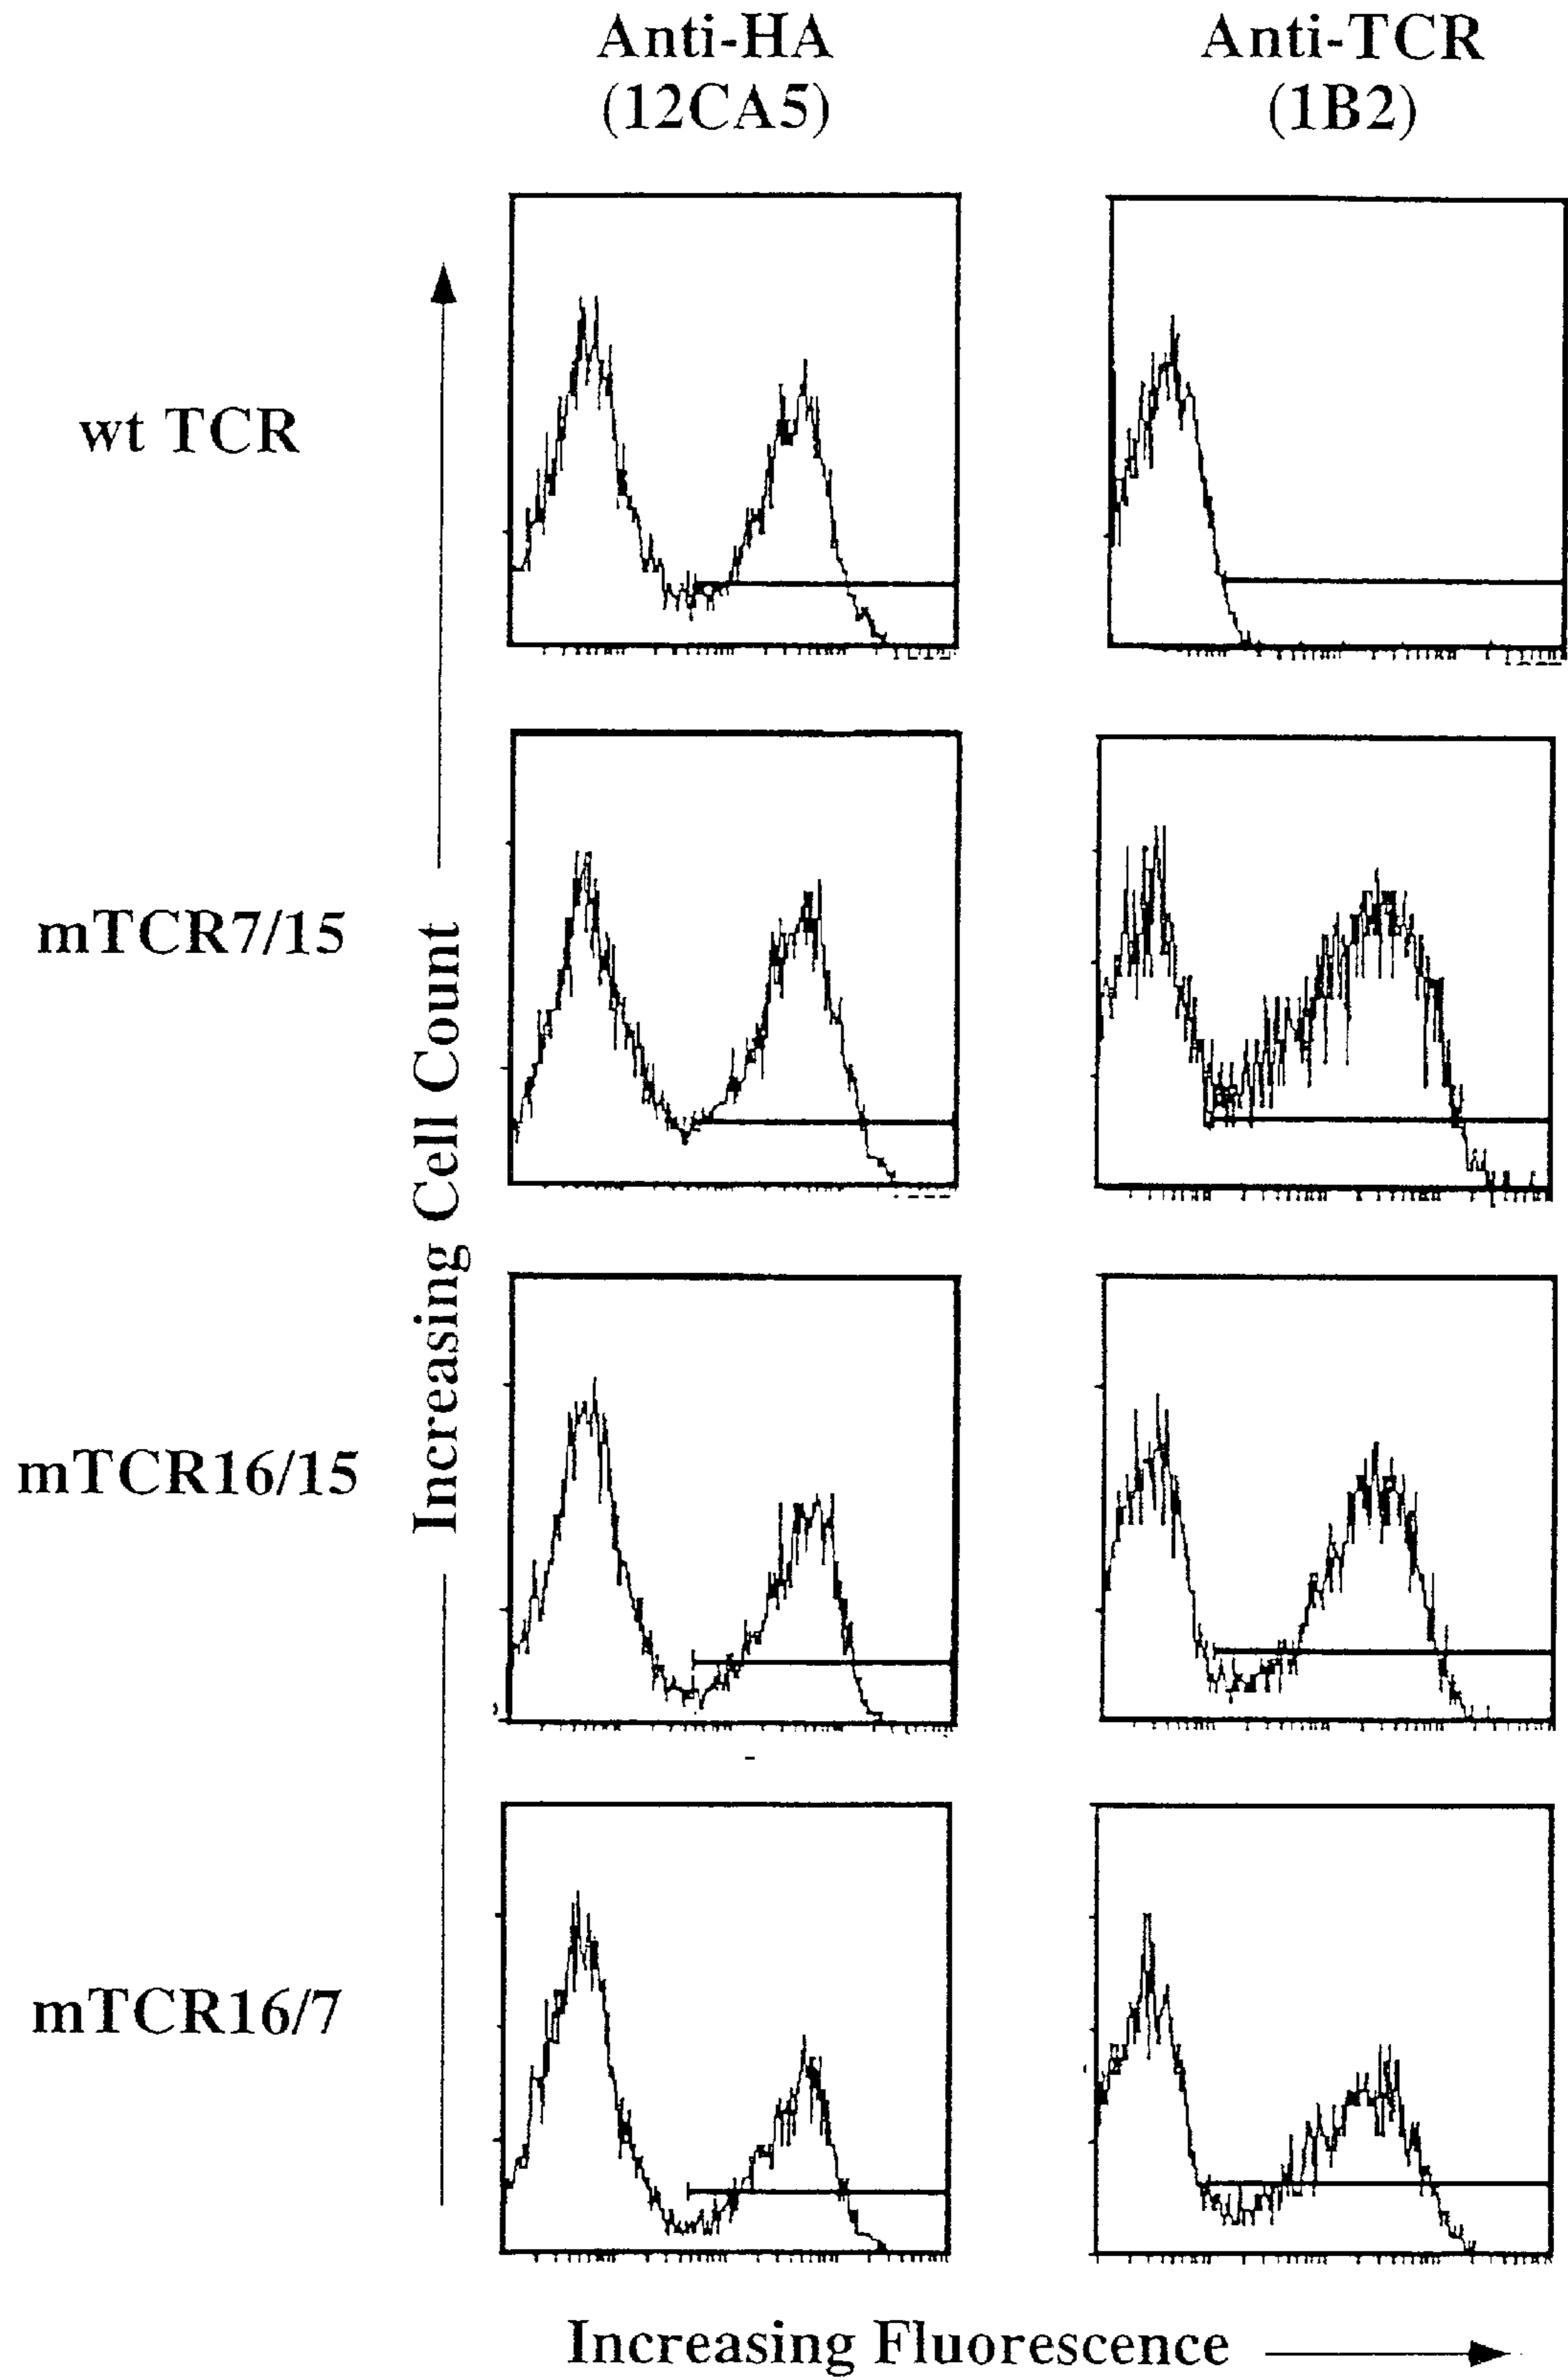 Anti-HA
(12CA5)
Anti-TCR
(1B2)
wt TCR
mTCR7/15
mTCR16/15
mTCR16/7
Increasing Cell Count
Increasing Fluorescence